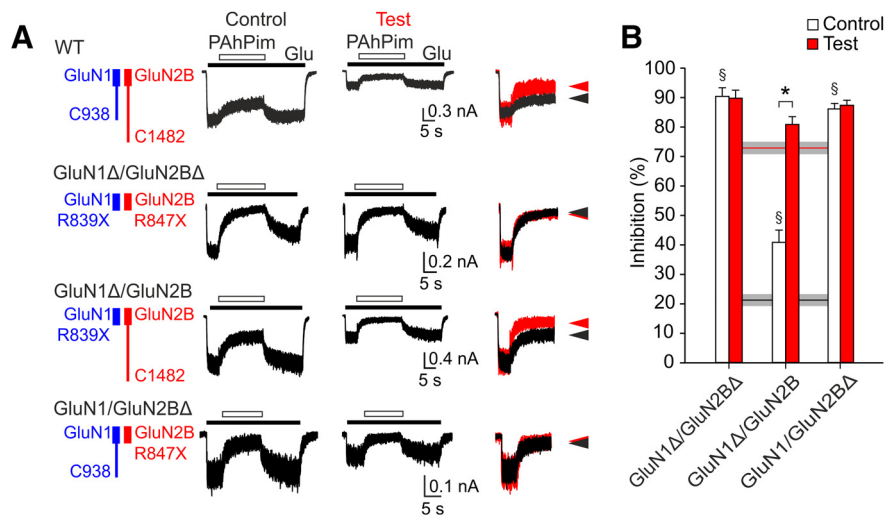 A
B
Control
Test
Control
Test
WT
PAhPim
Glu
PAhPim
Glu
GluN1
GluN2B
C938
C1482
0.3 nA
5 s
GluN1Δ/GluN2BΔ
GluN1
GluN2B
R839X
R847X
0.2 nA
5 s
GluN1Δ/GluN2B
GluN1
GluN2B
R839X
C1482
0.4 nA
5 s
GluN1/GluN2BΔ
GluN1
GluN2B
R847X
C938
0.1 nA
5 s
Inhibition (%)
100
90
80
70
60
50
40
30
20
10
0
§
§
*
§
GluN1Δ/GluN2BΔ
GluN1Δ/GluN2B
GluN1/GluN2BΔ